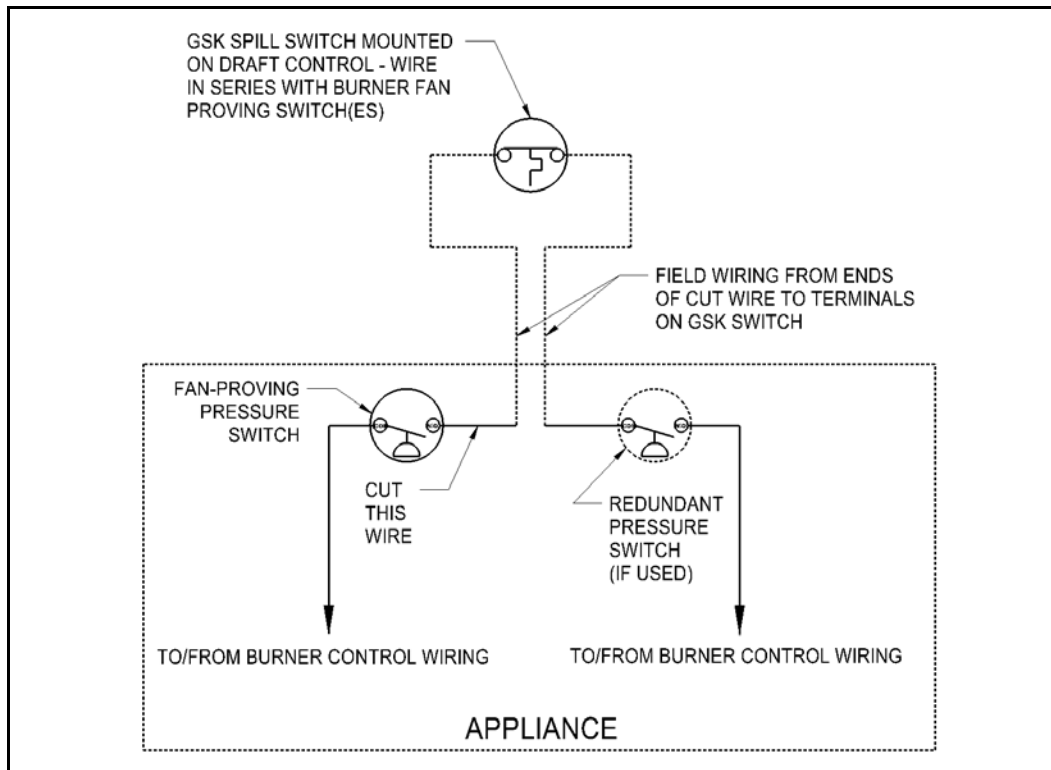 GSK SPILL SWITCH MOUNTED
ON DRAFT CONTROL - WIRE
IN SERIES WITH BURNER FAN
PROVING SWITCH(ES)
FIELD WIRING FROM ENDS
OF CUT WIRE TO TERMINALS
ON GSK SWITCH
FAN-PROVING
PRESSURE
SWITCH
CUT
THIS
WIRE
REDUNDANT
PRESSURE
SWITCH
(IF USED)
TO/FROM BURNER CONTROL WIRING
TO/FROM BURNER CONTROL WIRING
APPLIANCE